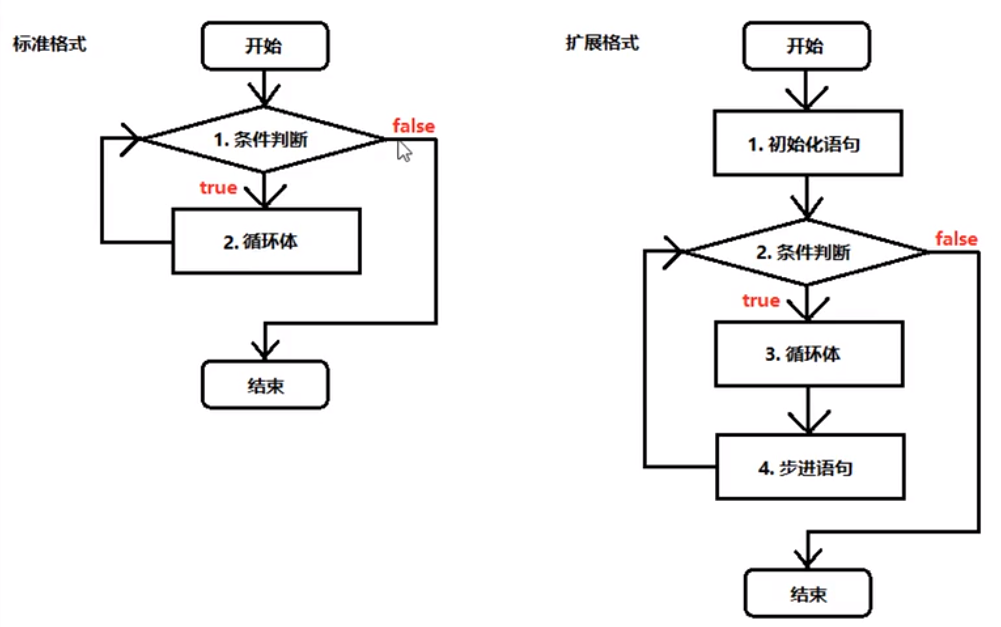 标准格式
开始
1. 条件判断
false
true
2. 循环体
结束
扩展格式
开始
1. 初始化语句
2. 条件判断
false
true
3. 循环体
4. 步进语句
结束